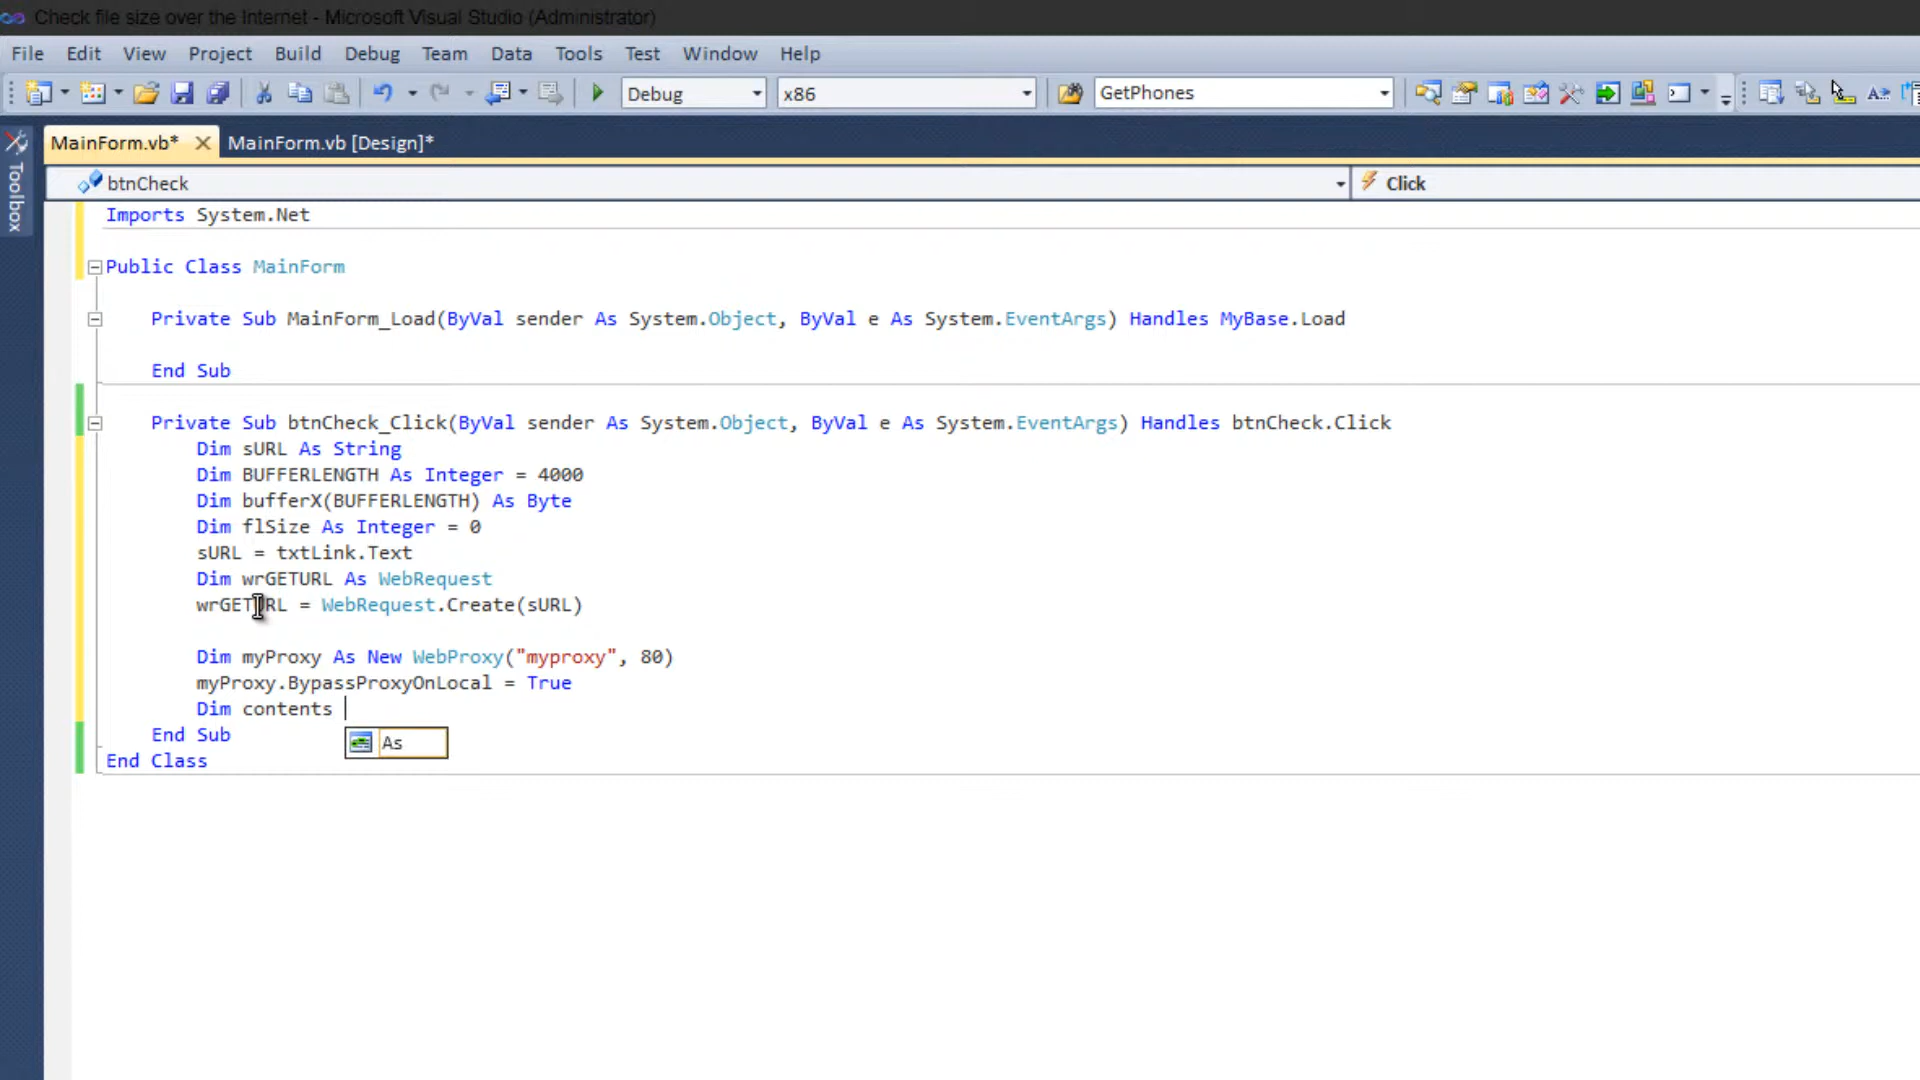 Check file size over the Internet - Microsoft Visual Studio (Administrator)
File Edit View Project Build Debug Team Data Tools Test Window Help
Debug x86 GetPhones
MainForm.vb* MainForm.vb [Design]*
Toolbox
btnCheck Click
Imports System.Net
Public Class MainForm
Private Sub MainForm_Load(ByVal sender As System.Object, ByVal e As System.EventArgs) Handles MyBase.Load
End Sub
Private Sub btnCheck_Click(ByVal sender As System.Object, ByVal e As System.EventArgs) Handles btnCheck.Click
Dim sURL As String
Dim BUFFERLENGTH As Integer = 4000
Dim bufferX(BUFFERLENGTH) As Byte
Dim flSize As Integer = 0
sURL = txtLink.Text
Dim wrGETURL As WebRequest
wrGETURL = WebRequest.Create(sURL)
Dim myProxy As New WebProxy("myproxy", 80)
myProxy.BypassProxyOnLocal = True
Dim contents
End Sub
As
End Class